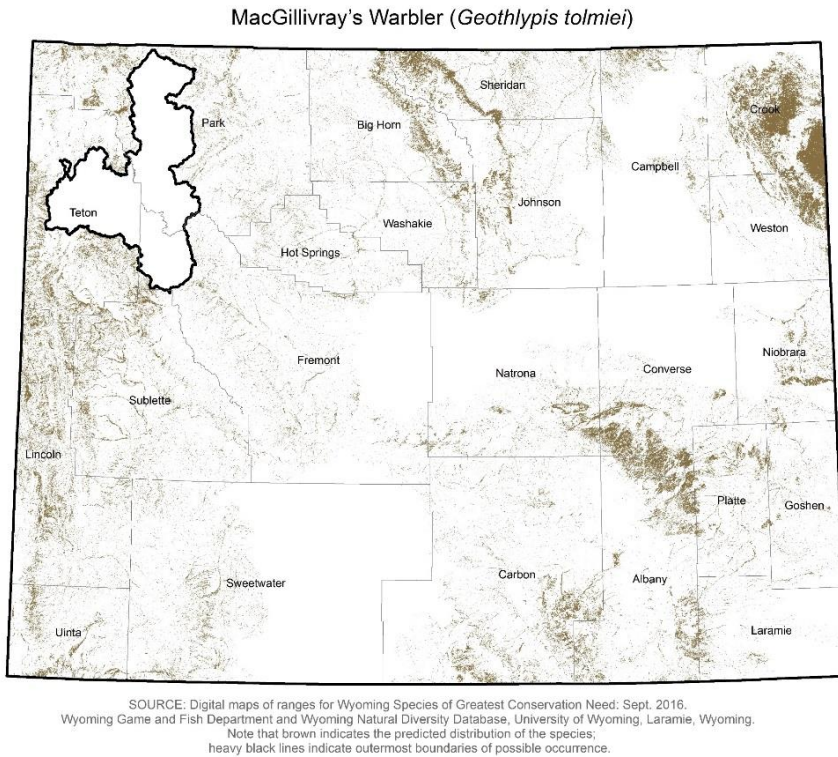 MacGillivray's Warbler (Geothlypis tolmiei)
Sheridan
Crook
Park
Big Horn
Campbell
Johnson
Teton
Washakie
Weston
Hot Springs
Niobrara
Fremont
Converse
Natrona
Sublette
Lincoln
Platte
Goshen
Carbon
Albany
Sweetwater
Uinta
Laramie
SOURCE: Digital maps of ranges for Wyoming Species of Greatest Conservation Need: Sept. 2016.
Wyoming Game and Fish Department and Wyoming Natural Diversity Database, University of Wyoming, Laramie, Wyoming.
Note that brown indicates the predicted distribution of the species;
heavy black lines indicate outermost boundaries of possible occurrence.